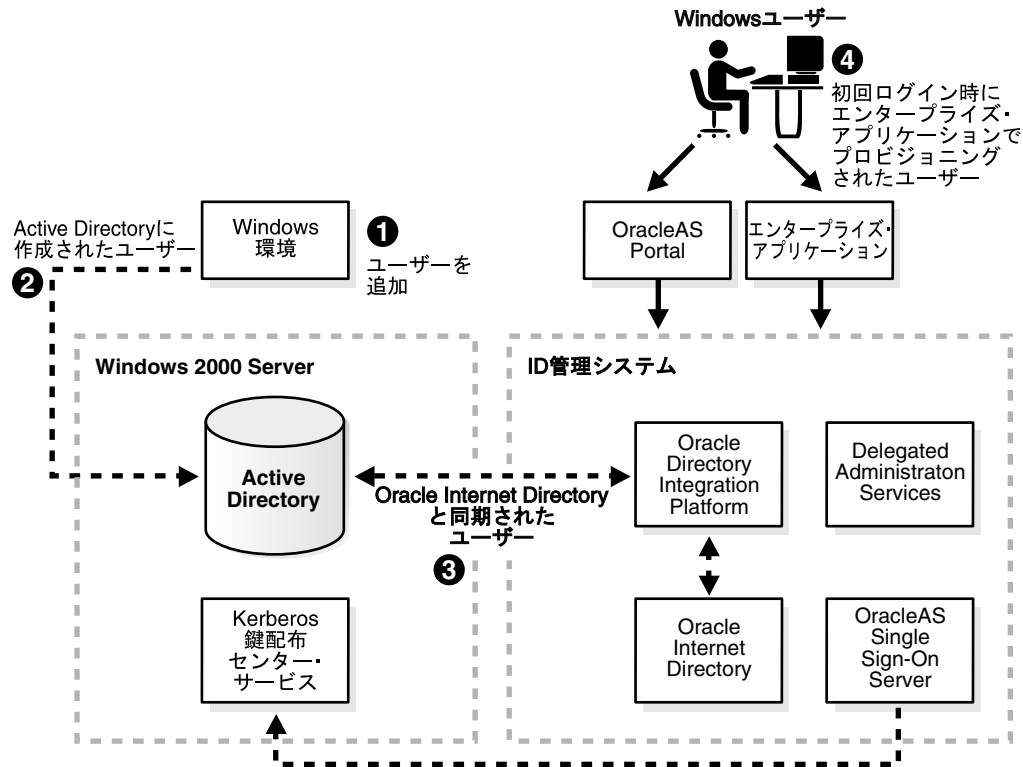 Windowsユーザー
❹
初回ログイン時に
エンタープライズ・
アプリケーションで
プロビジョニング
されたユーザー
Active Directoryに
作成されたユーザー
❷
Windows
環境
❶
ユーザーを
追加
OracleAS
Portal
エンタープライズ・
アプリケーション
Windows 2000 Server
ID管理システム
Active
Directory
Oracle Internet Directory
と同期された
ユーザー
❸
Oracle
Directory
Integration
Platform
Delegated
Administraton
Services
Kerberos
鍵配布
センター・
サービス
Oracle
Internet
Directory
OracleAS
Single
Sign-On
Server